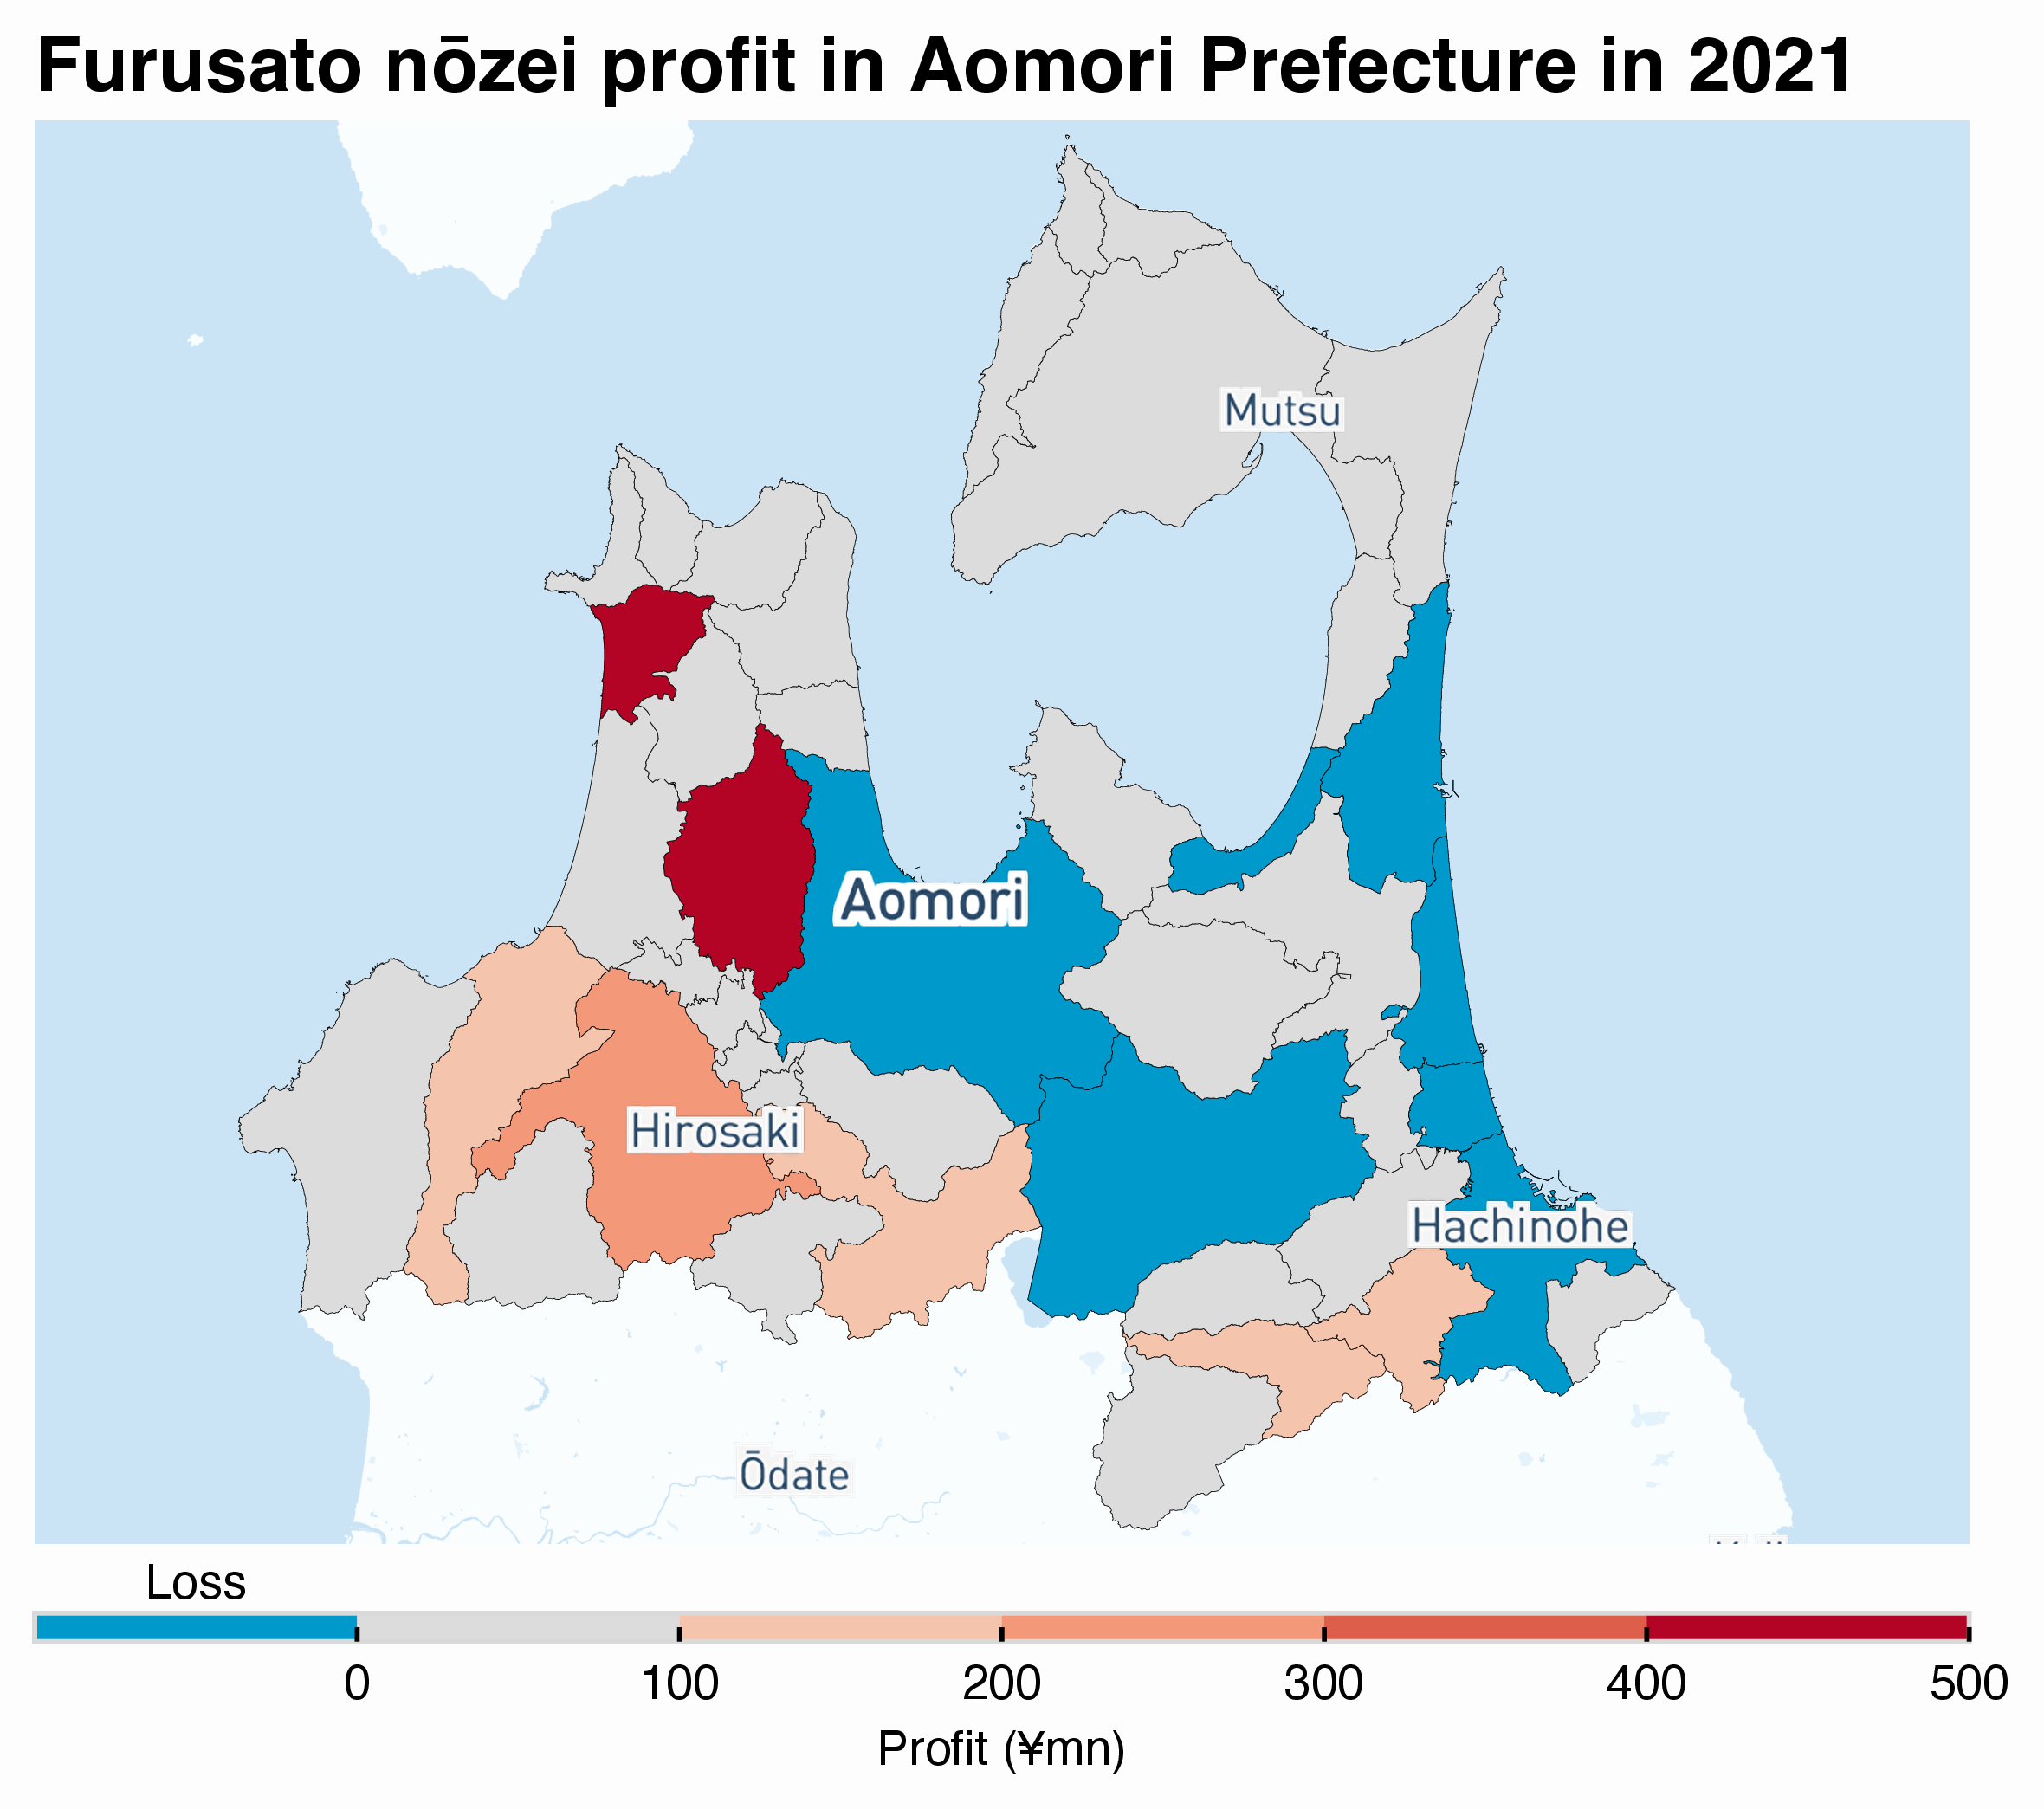 Furusato nōzei profit in Aomori Prefecture in 2021
Mutsu
Aomori
Hirosaki
Hachinohe
Ōdate
Loss
0 100 200 300 400 500
Profit (¥mn)